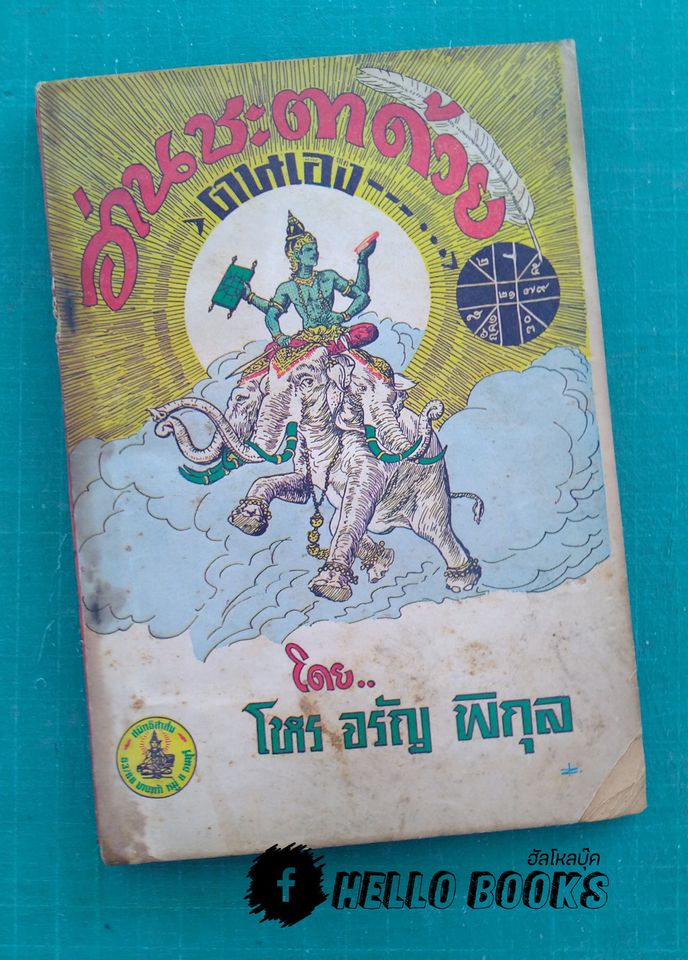 อ่านชะตาด้วย
ตนเอง
โดย..
โหร จรัญ พิกุล
ฮัลโหลบุ๊ค
f HELLO BOOKS